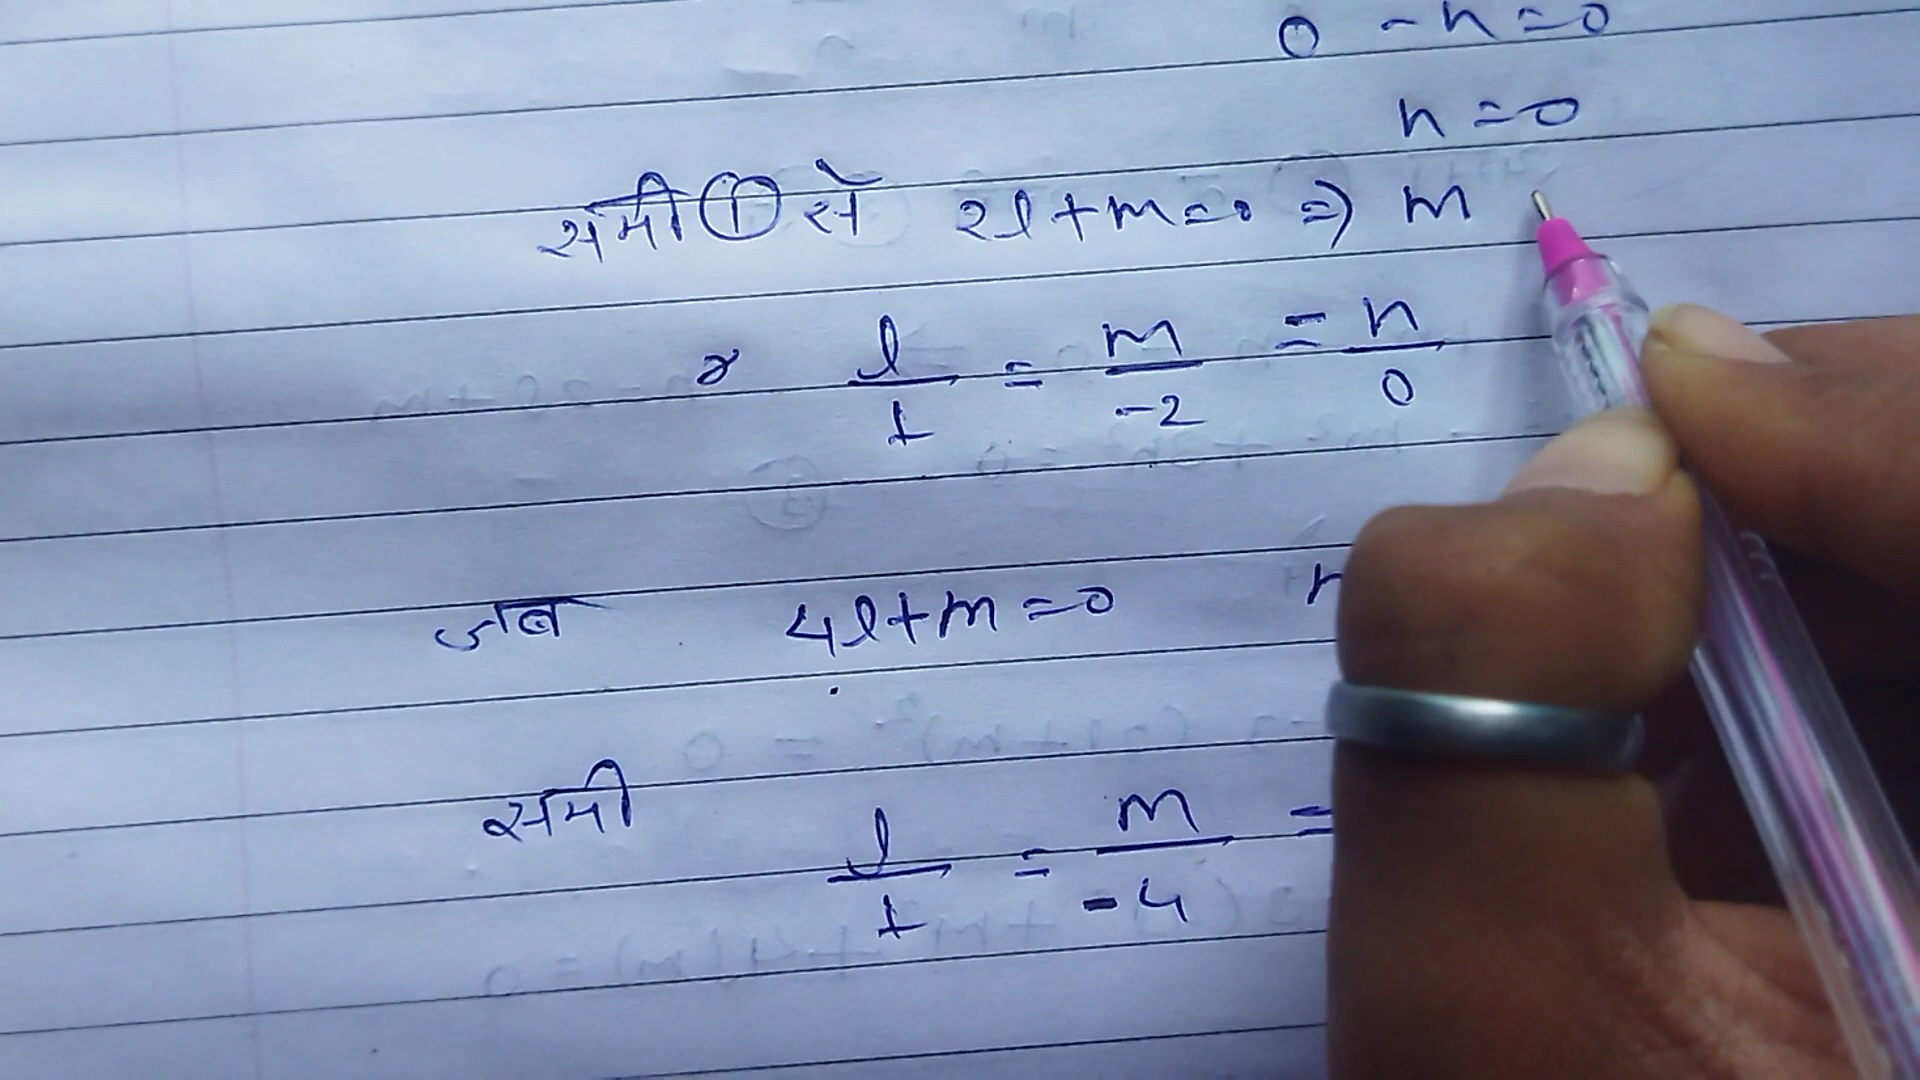 0 - n = 0
n = 0
समी ① से 2l + m = 0 ⇒ m
l/1 = m/-2 = n/0
जब 4l + m = 0
समी l/1 = m/-4 =